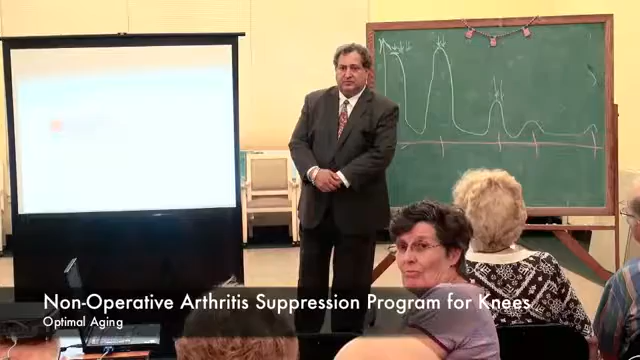 Non-Operative Arthritis Suppression Program for Knees
Optimal Aging